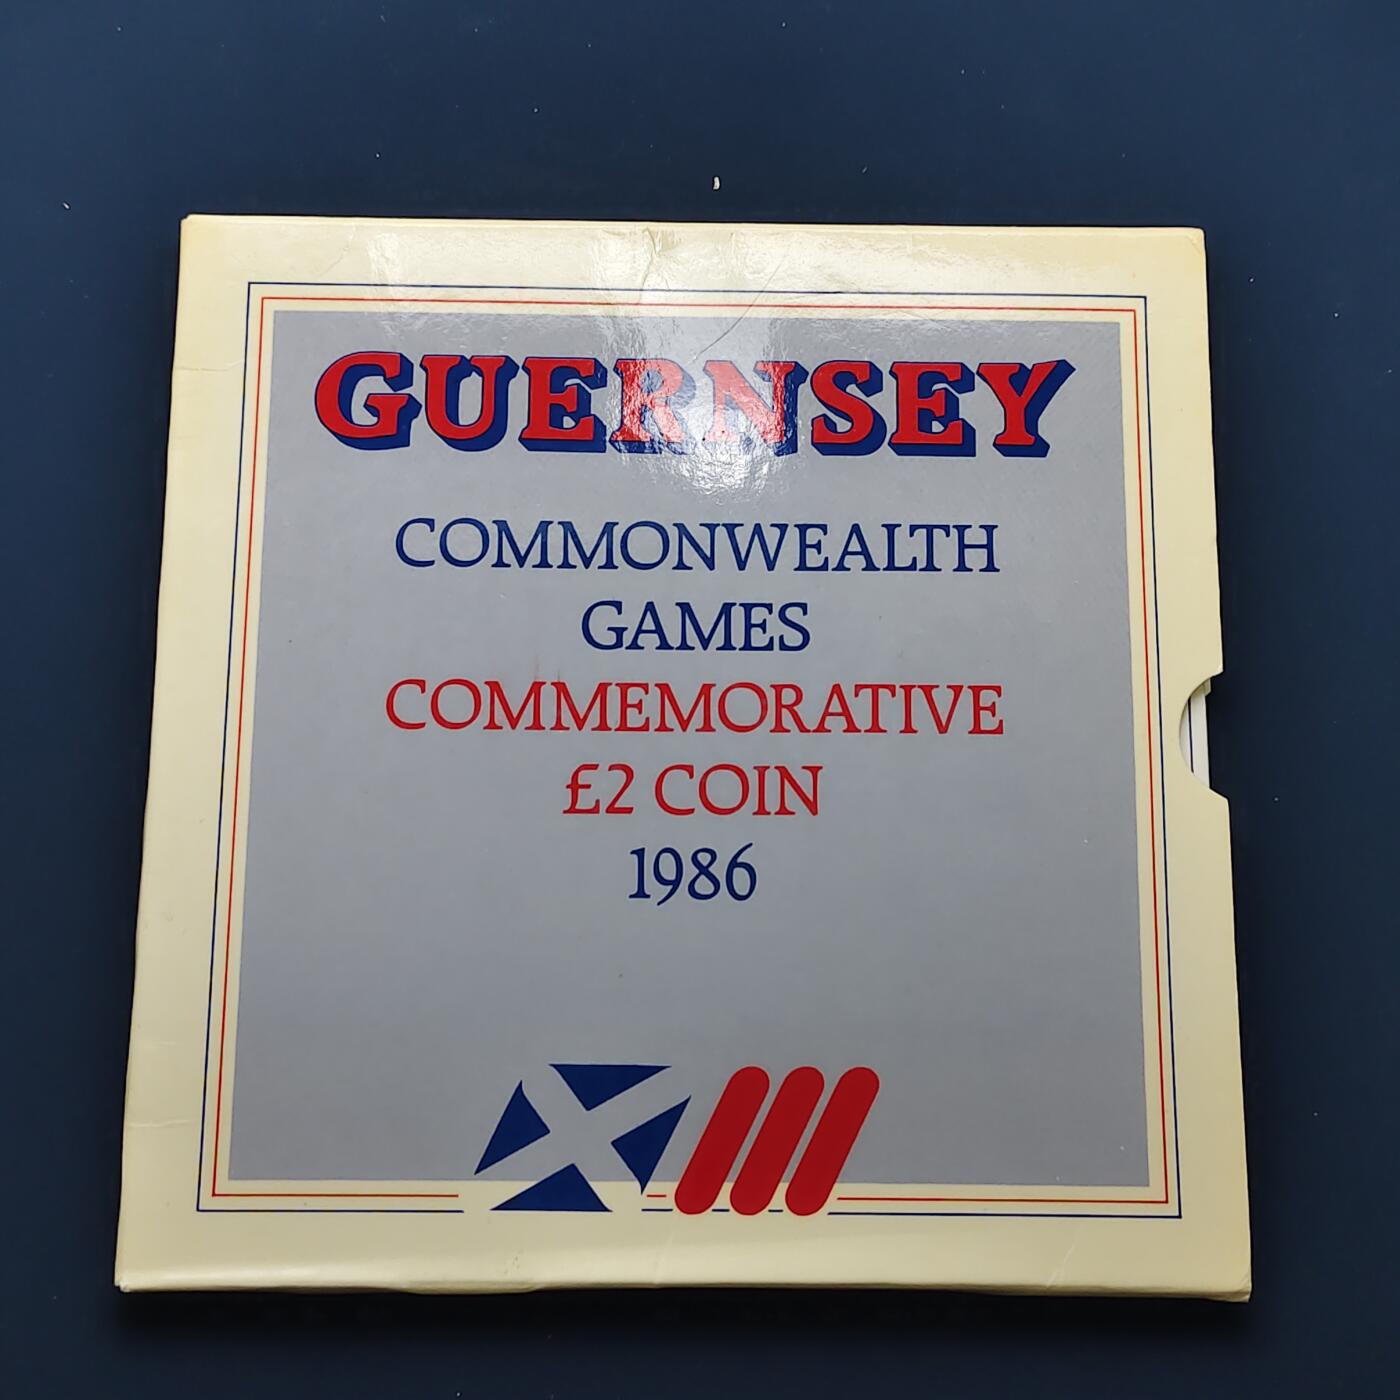 GUERNSEY
COMMONWEALTH
GAMES
COMMEMORATIVE
£2 COIN
1986